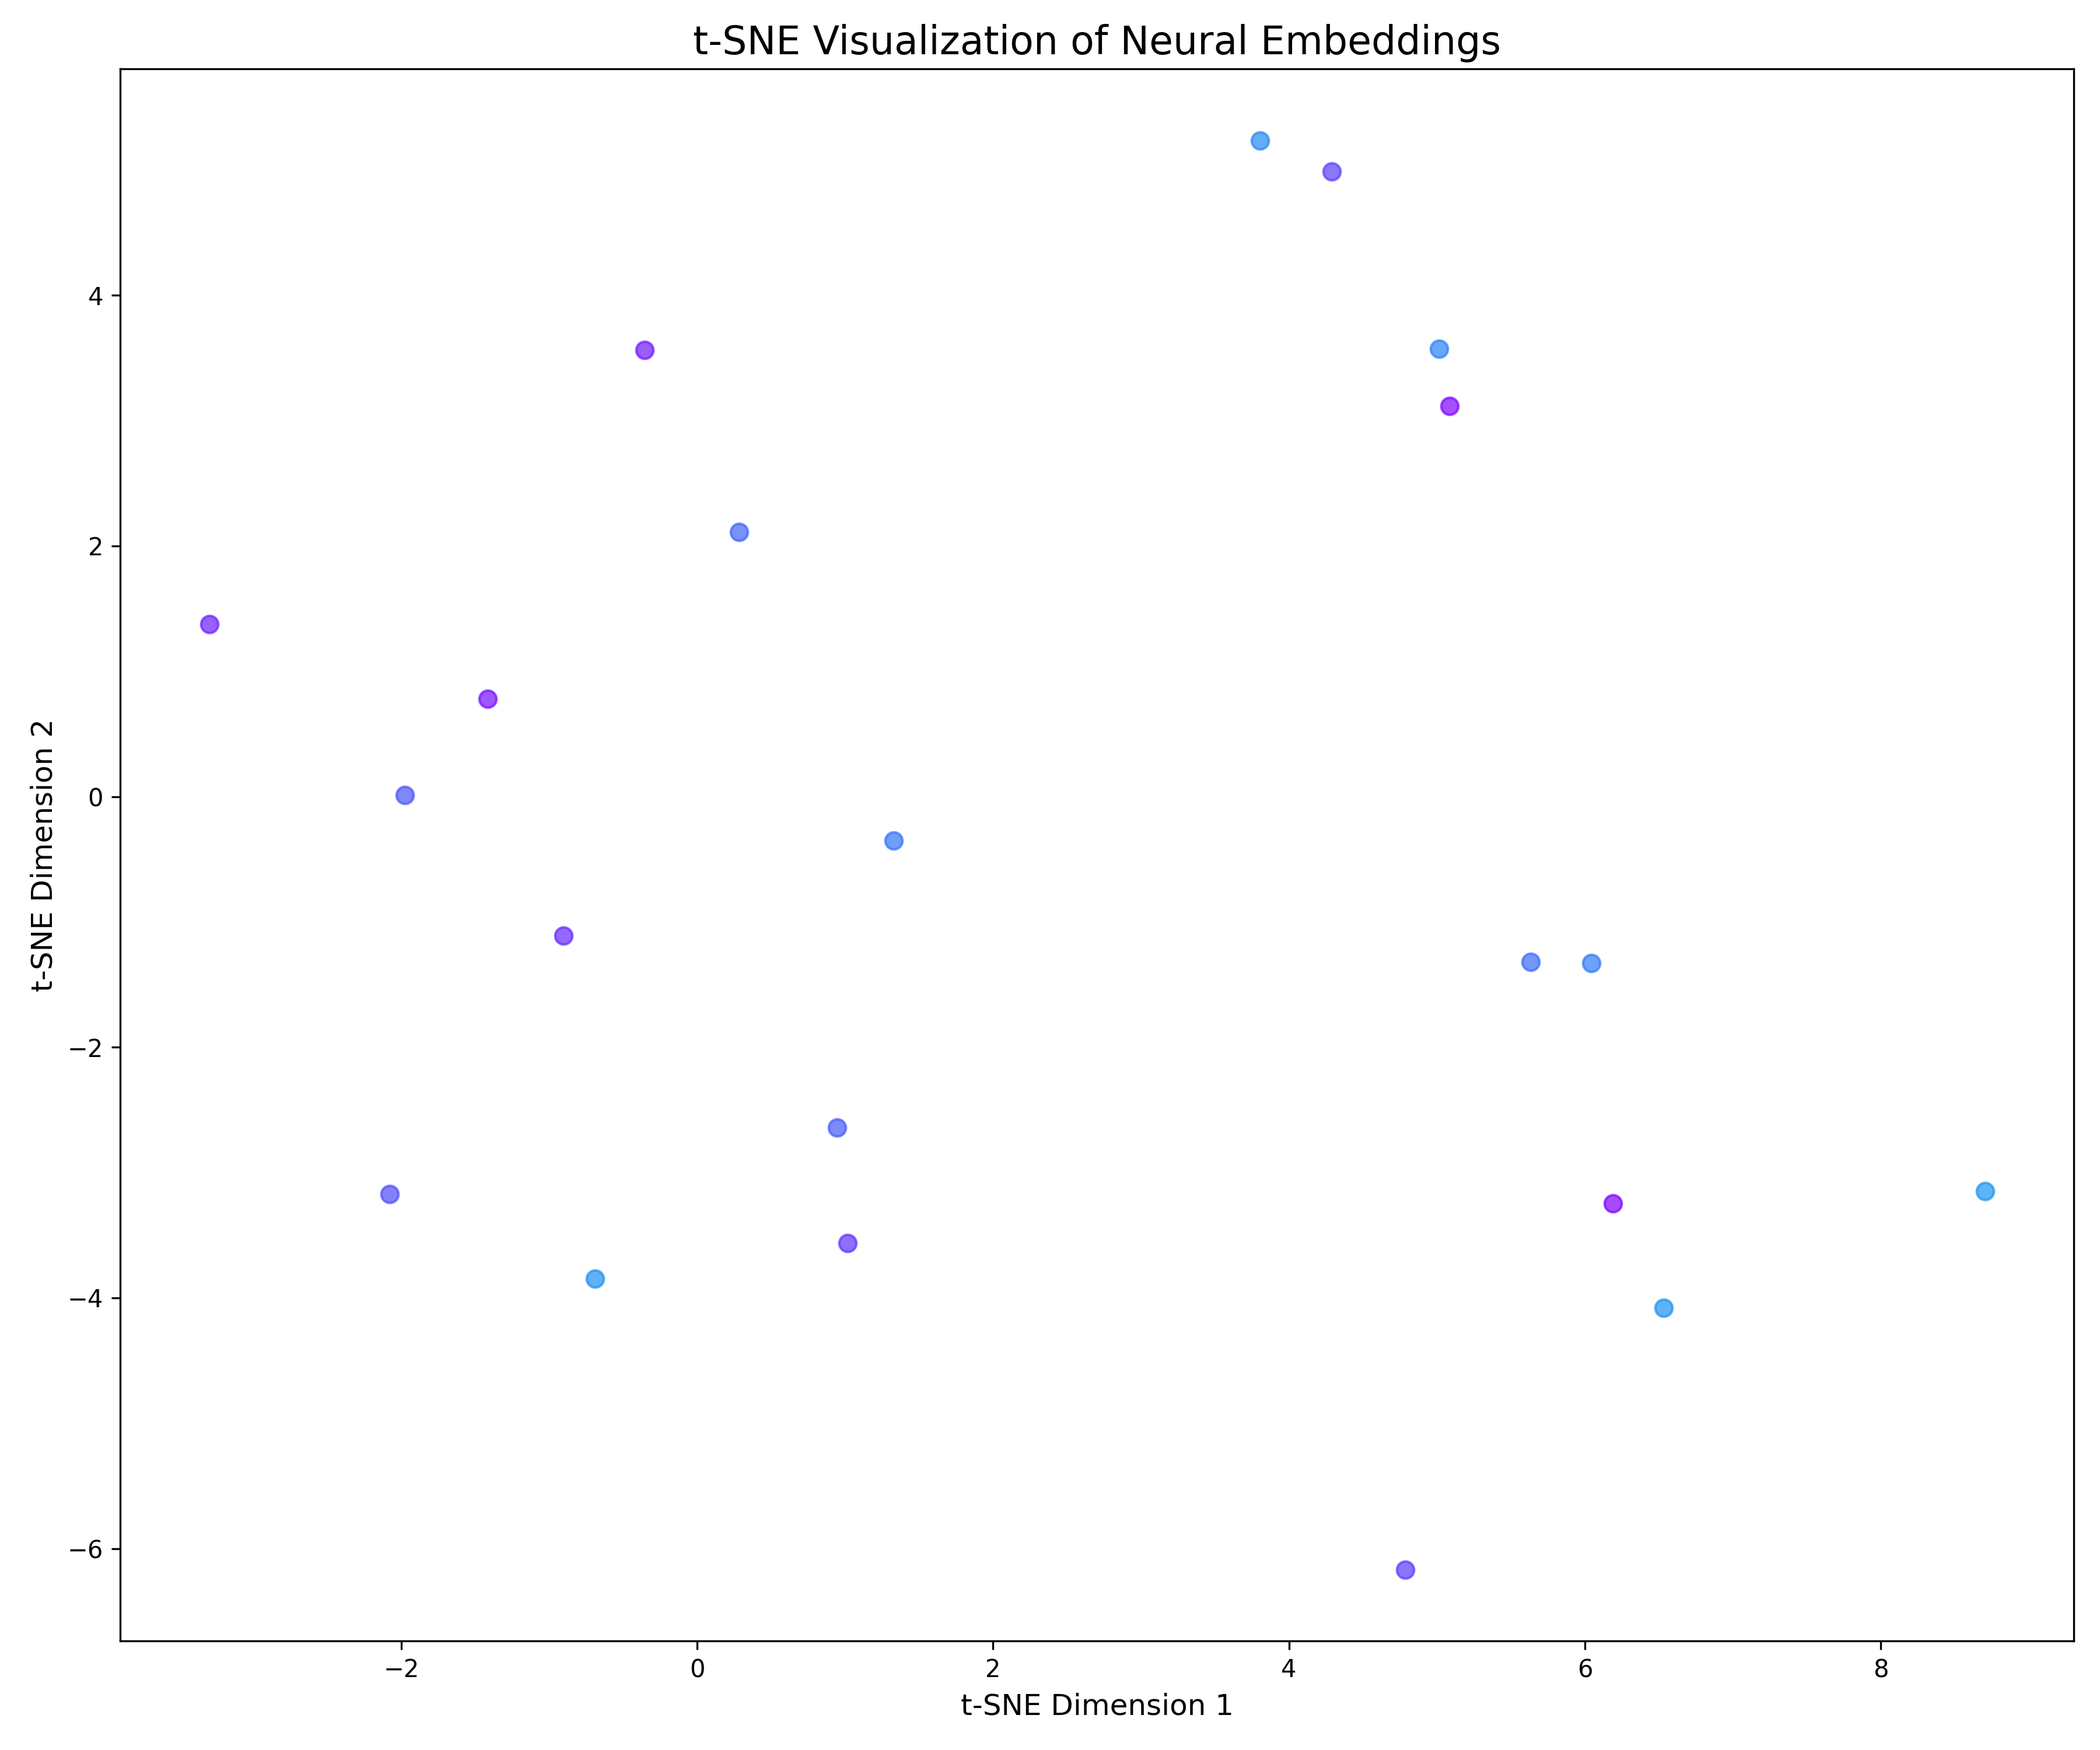 t-SNE Visualization of Neural Embeddings
4
2
0
−2
−4
−6
t-SNE Dimension 2
−2 0 2 4 6 8
t-SNE Dimension 1